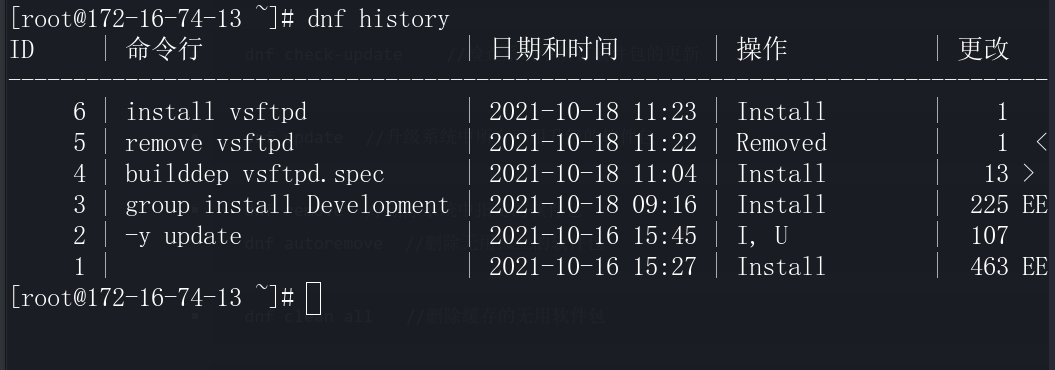 [root@172-16-74-13 ~]# dnf history
ID | 命令行 | 日期和时间 | 操作 | 更改
--------------------------------------------------------------------------------
6 | install vsftpd | 2021-10-18 11:23 | Install | 1
5 | remove vsftpd | 2021-10-18 11:22 | Removed | 1 <
4 | builddep vsftpd.spec | 2021-10-18 11:04 | Install | 13 >
3 | group install Development | 2021-10-18 09:16 | Install | 225 EE
2 | -y update | 2021-10-16 15:45 | I, U | 107
1 | | 2021-10-16 15:27 | Install | 463 EE
[root@172-16-74-13 ~]#